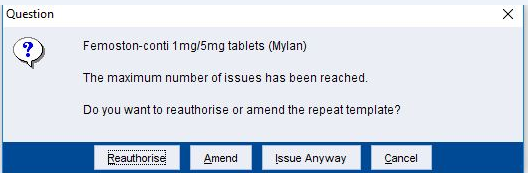 Question
Femoston-conti 1mg/5mg tablets (Mylan)
The maximum number of issues has been reached.
Do you want to reauthorise or amend the repeat template?
Reauthorise Amend Issue Anyway Cancel